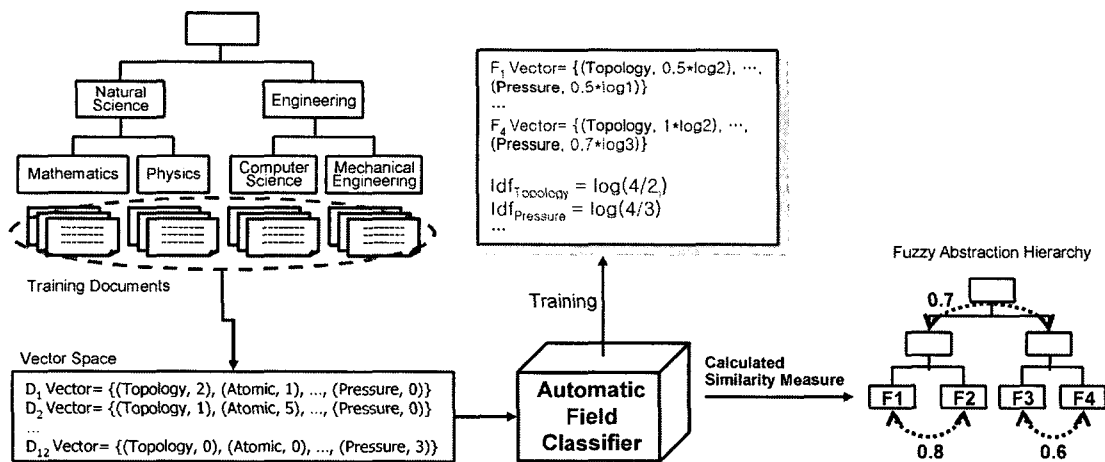 Natural
Science
Engineering
Mathematics
Physics
Computer
Science
Mechanical
Engineering
Training Documents
F1 Vector= {(Topology, 0.5*log2), ...,
(Pressure, 0.5*log1)}
...
F4 Vector= {(Topology, 1*log2), ...,
(Pressure, 0.7*log3)}
IdfTopology = log(4/2)
IdfPressure = log(4/3)
...
Training
Vector Space
D1 Vector= {(Topology, 2), (Atomic, 1), ..., (Pressure, 0)}
D2 Vector= {(Topology, 1), (Atomic, 5), ..., (Pressure, 0)}
...
D12 Vector= {(Topology, 0), (Atomic, 0), ..., (Pressure, 3)}
Automatic
Field
Classifier
Calculated
Similarity Measure
Fuzzy Abstraction Hierarchy
0.7
F1
F2
F3
F4
0.8
0.6